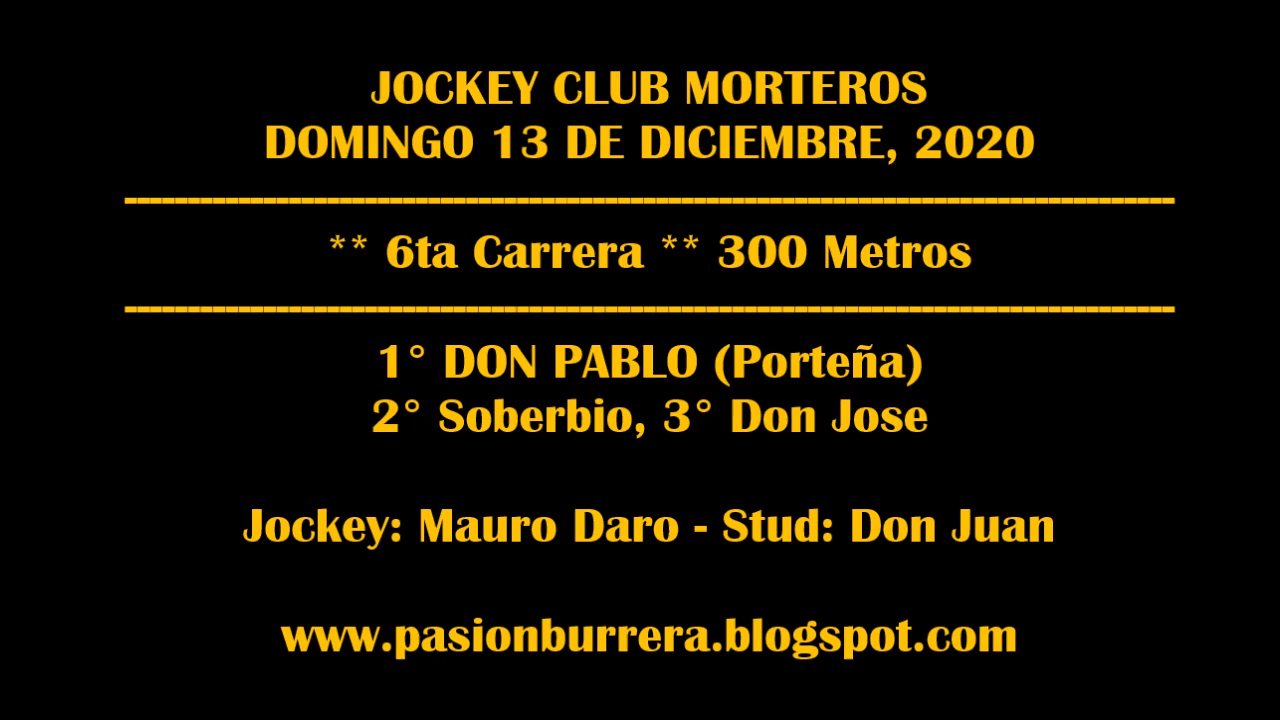 JOCKEY CLUB MORTEROS
DOMINGO 13 DE DICIEMBRE, 2020
----------------------------------------------------------------------------------
** 6ta Carrera ** 300 Metros
----------------------------------------------------------------------------------
1° DON PABLO (Porteña)
2° Soberbio, 3° Don Jose
Jockey: Mauro Daro - Stud: Don Juan
www.pasionburrera.blogspot.com